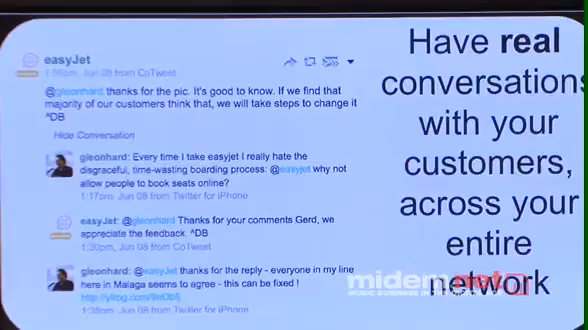 easyJet
1:56pm, Jun 08 from CoTweet
@gleonhard thanks for the pic. It's good to know. If we find that
majority of our customers think that, we will take steps to change it
^DB
Hide Conversation
gleonhard: Every time I take easyjet I really hate the
disgraceful, time-wasting boarding process: @easyjet why not
allow people to book seats online?
1:17pm, Jun 08 from Twitter for iPhone
easyJet: @gleonhard Thanks for your comments Gerd, we
appreciate the feedback. ^DB
1:30pm, Jun 08 from CoTweet
gleonhard: @easyJet thanks for the reply - everyone in my line
here in Malaga seems to agree - this can be fixed !
1:38pm, Jun 08 from Twitter for iPhone
Have real
conversations
with your
customers,
across your
entire
network
midemnet
MUSIC BUSINESS